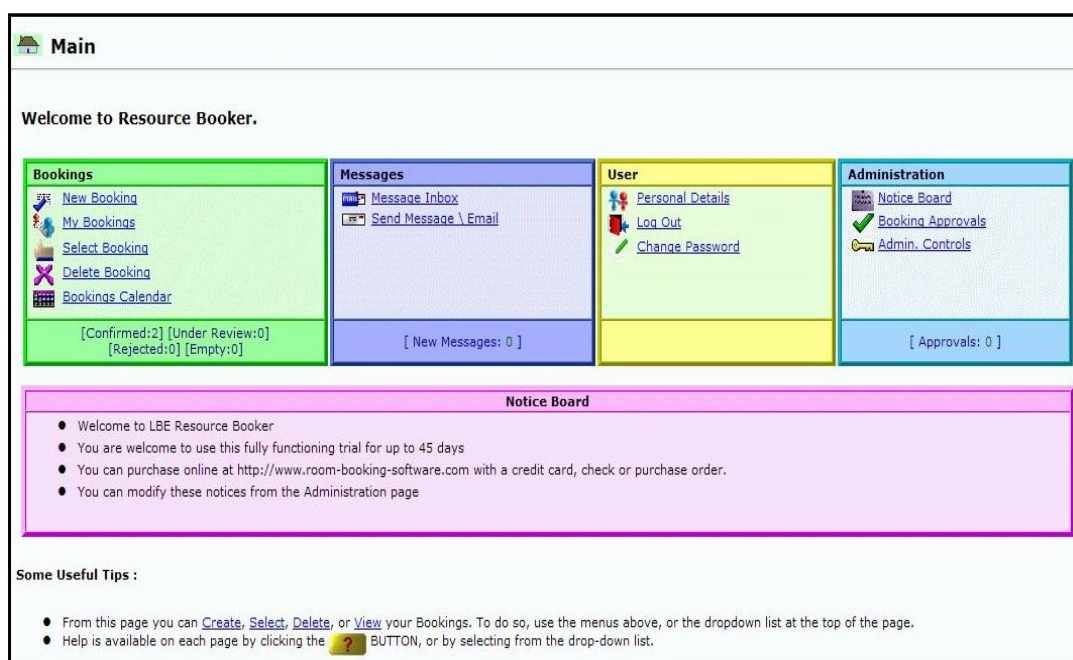 Main
Welcome to Resource Booker.
Bookings
New Booking
My Bookings
Select Booking
Delete Booking
Bookings Calendar
[Confirmed:2] [Under Review:0]
[Rejected:0] [Empty:0]
Messages
Message Inbox
Send Message \ Email
[ New Messages: 0 ]
User
Personal Details
Log Out
Change Password
Administration
Notice Board
Booking Approvals
Admin. Controls
[ Approvals: 0 ]
Notice Board
Welcome to LBE Resource Booker
You are welcome to use this fully functioning trial for up to 45 days
You can purchase online at http://www.room-booking-software.com with a credit card, check or purchase order.
You can modify these notices from the Administration page
Some Useful Tips :
From this page you can Create, Select, Delete, or View your Bookings. To do so, use the menus above, or the dropdown list at the top of the page.
Help is available on each page by clicking the ? BUTTON, or by selecting from the drop-down list.